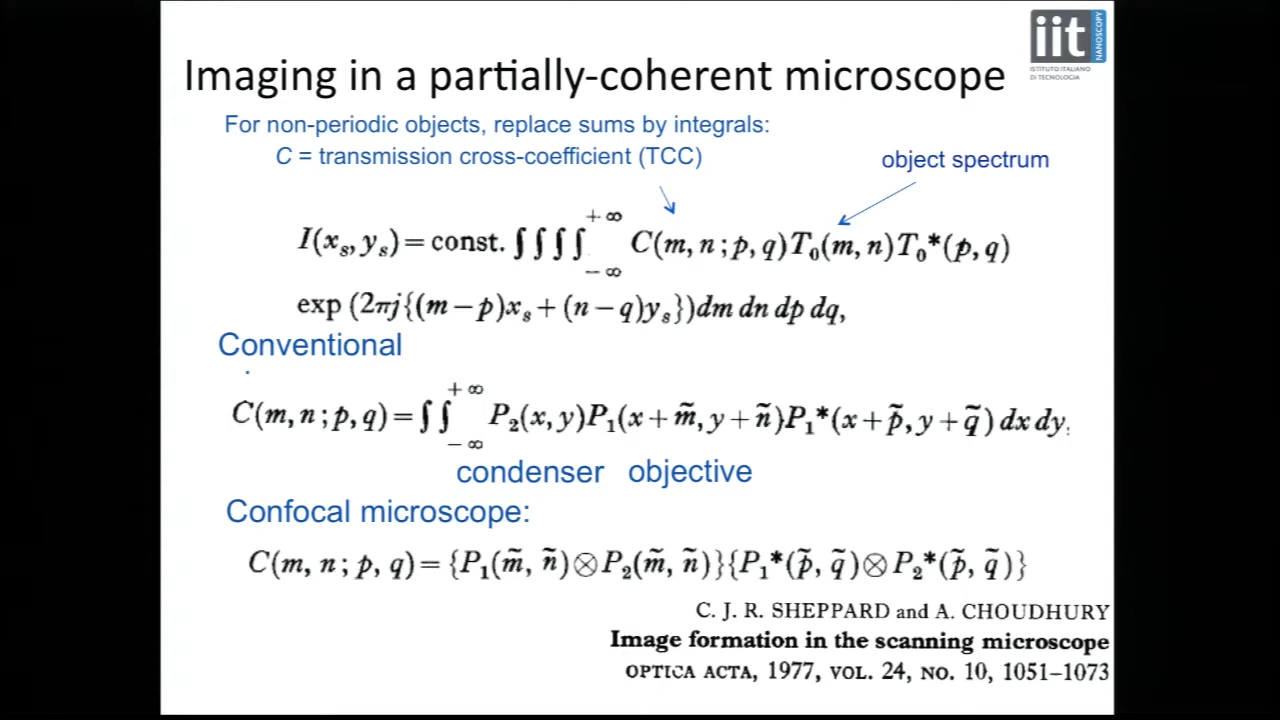 iit
NANOSCOPY
ISTITUTO ITALIANO
DI TECNOLOGIA
Imaging in a partially-coherent microscope
For non-periodic objects, replace sums by integrals:
C = transmission cross-coefficient (TCC)
object spectrum
I(xₛ, yₛ) = const. ∫∫∫∫₋∞⁺∞ C(m, n; p, q)T₀(m, n)T₀*(p, q)
exp (2πj{(m−p)xₛ + (n−q)yₛ})dm dn dp dq,
Conventional
C(m, n; p, q) = ∫∫₋∞⁺∞ P₂(x, y)P₁(x + m̃, y + ñ)P₁*(x + p̃, y + q̃) dx dy.
condenser objective
Confocal microscope:
C(m, n; p, q) = {P₁(m̃, ñ)⊗P₂(m̃, ñ)}{P₁*(p̃, q̃)⊗P₂*(p̃, q̃)}
C. J. R. SHEPPARD and A. CHOUDHURY
Image formation in the scanning microscope
OPTICA ACTA, 1977, VOL. 24, NO. 10, 1051–1073